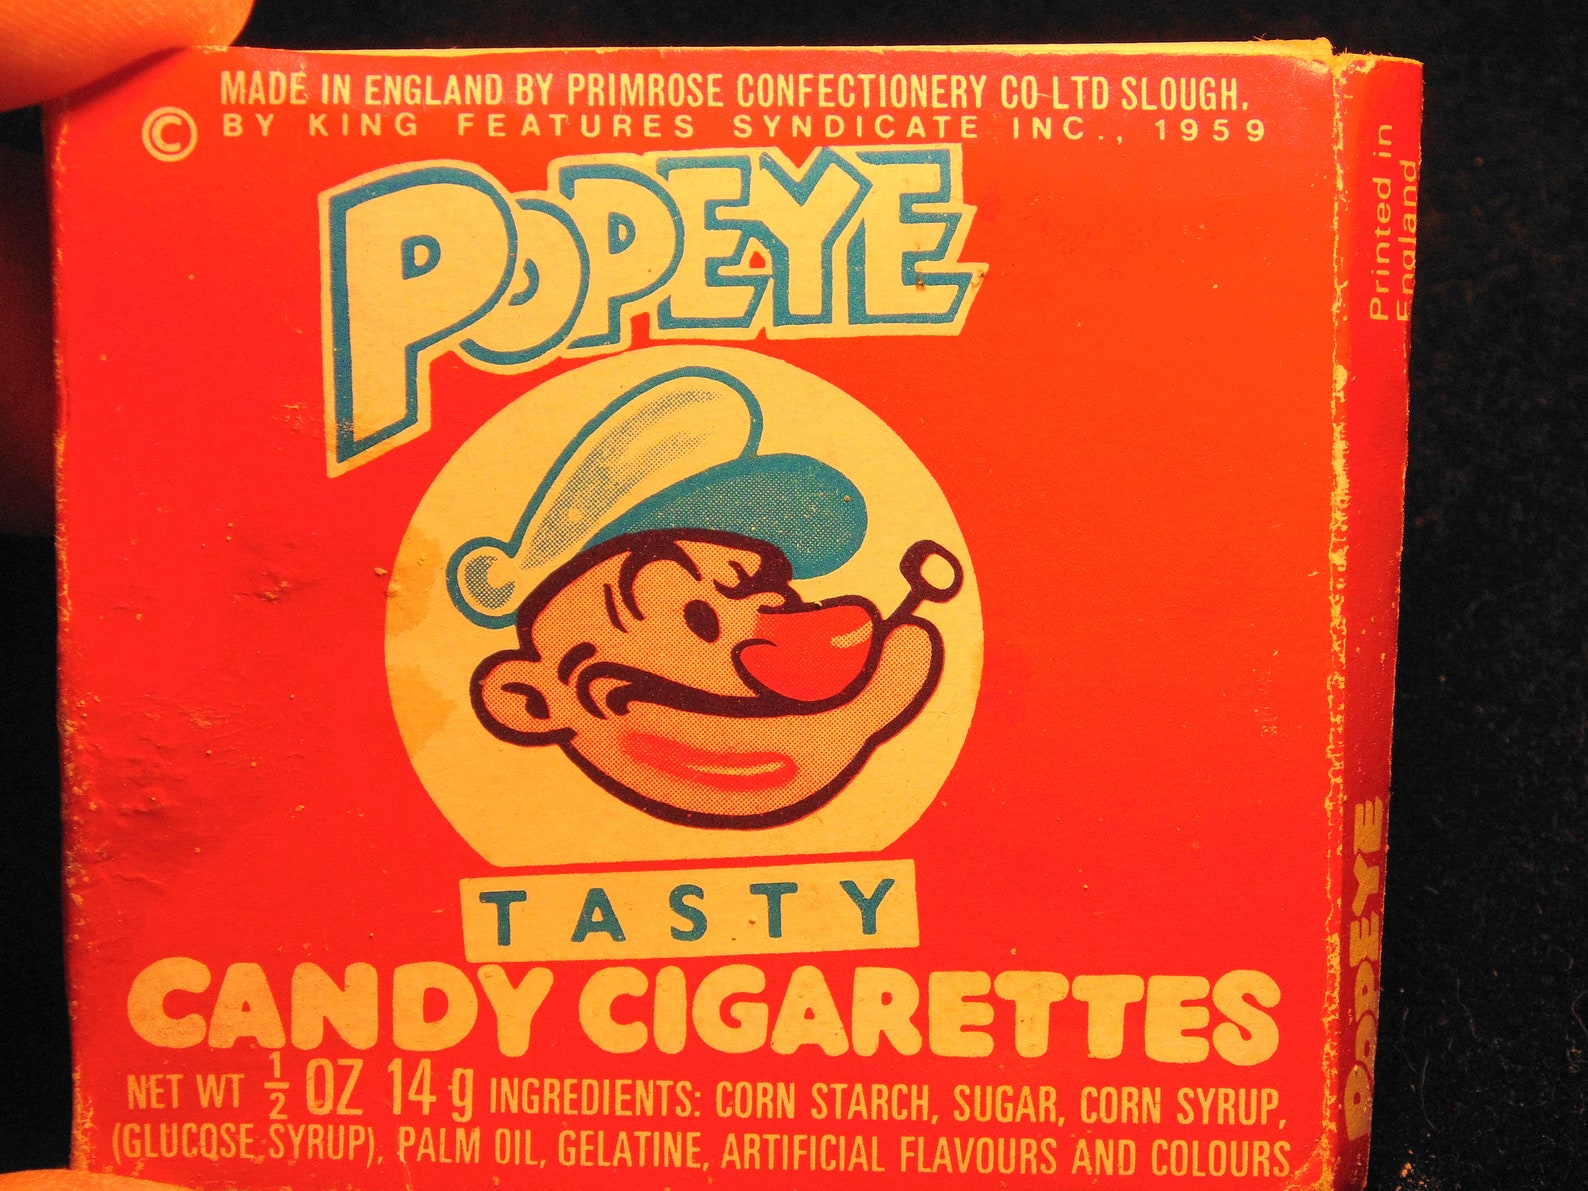 MADE IN ENGLAND BY PRIMROSE CONFECTIONERY CO LTD SLOUGH.
© BY KING FEATURES SYNDICATE INC., 1959
POPEYE
TASTY
CANDY CIGARETTES
NET WT ½ OZ 14 g INGREDIENTS: CORN STARCH, SUGAR, CORN SYRUP,
(GLUCOSE SYRUP), PALM OIL, GELATINE, ARTIFICIAL FLAVOURS AND COLOURS
Printed in
England
POPEYE